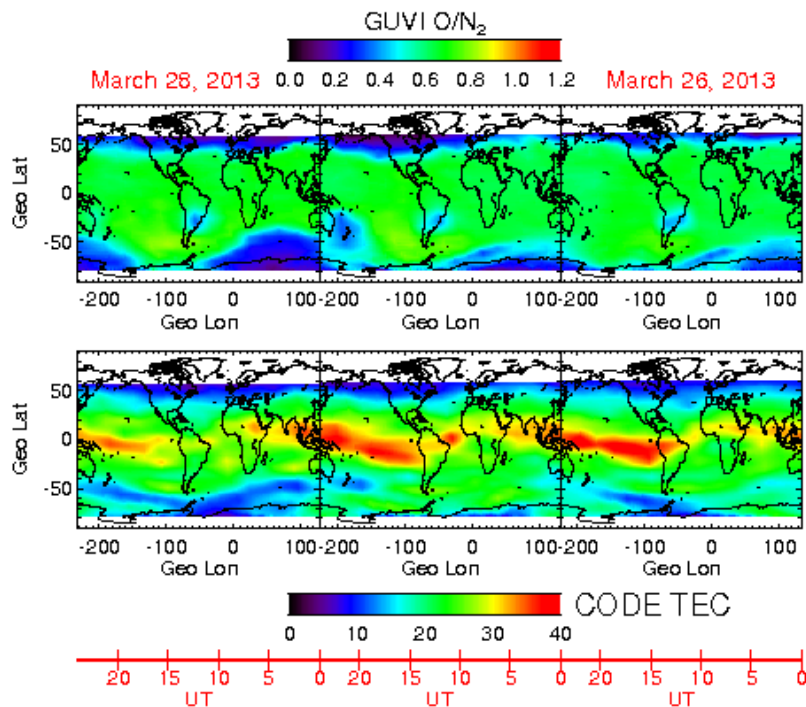 GUVI O/N2
March 28, 2013
0.0 0.2 0.4 0.6 0.8 1.0 1.2
March 26, 2013
Geo Lat
50
0
-50
-200 -100 0 100 -200 -100 0 100 -200 -100 0 100
Geo Lon Geo Lon Geo Lon
Geo Lat
50
0
-50
-200 -100 0 100 -200 -100 0 100 -200 -100 0 100
Geo Lon Geo Lon Geo Lon
CODE TEC
0 10 20 30 40
20 15 10 5 0 20 15 10 5 0 20 15 10 5 0
UT UT UT